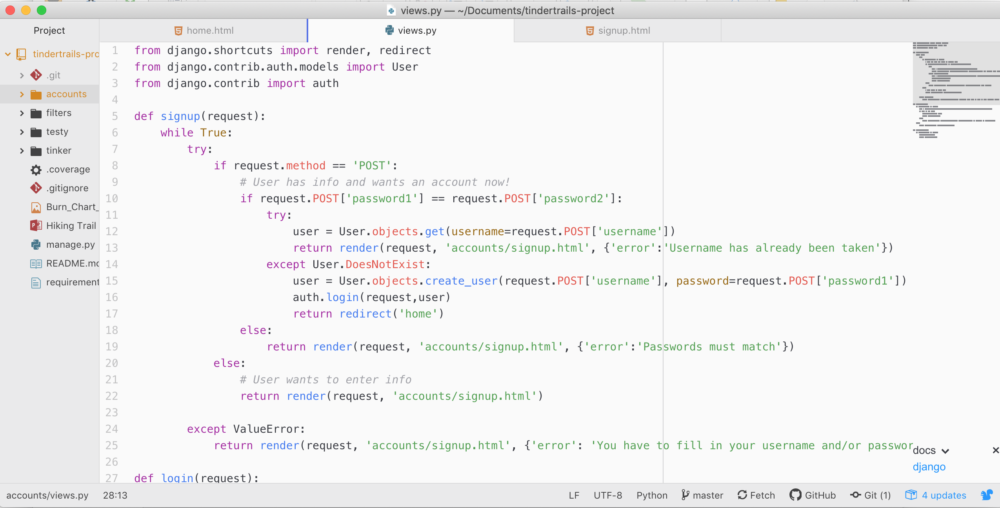 views.py — ~/Documents/tindertrails-project
Project
home.html
views.py
signup.html
tindertrails-pro
.git
accounts
filters
testy
tinker
.coverage
.gitignore
Burn_Chart_
Hiking Trail
manage.py
README.md
requirement
1 from django.shortcuts import render, redirect
2 from django.contrib.auth.models import User
3 from django.contrib import auth
4
5 def signup(request):
6     while True:
7         try:
8             if request.method == 'POST':
9                 # User has info and wants an account now!
10                 if request.POST['password1'] == request.POST['password2']:
11                     try:
12                         user = User.objects.get(username=request.POST['username'])
13                         return render(request, 'accounts/signup.html', {'error':'Username has already been taken'})
14                     except User.DoesNotExist:
15                         user = User.objects.create_user(request.POST['username'], password=request.POST['password1'])
16                         auth.login(request,user)
17                         return redirect('home')
18                 else:
19                     return render(request, 'accounts/signup.html', {'error':'Passwords must match'})
20             else:
21                 # User wants to enter info
22                 return render(request, 'accounts/signup.html')
23
24         except ValueError:
25             return render(request, 'accounts/signup.html', {'error': 'You have to fill in your username and/or passwor
26
27 def login(request):
docs
×
django
accounts/views.py 28:13 LF UTF-8 Python master Fetch GitHub Git (1) 4 updates